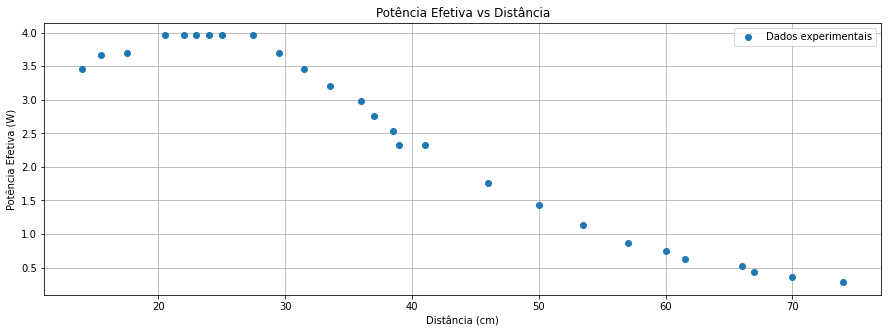 Potência Efetiva vs Distância
Dados experimentais
Potência Efetiva (W)
4.0
3.5
3.0
2.5
2.0
1.5
1.0
0.5
20 30 40 50 60 70
Distância (cm)